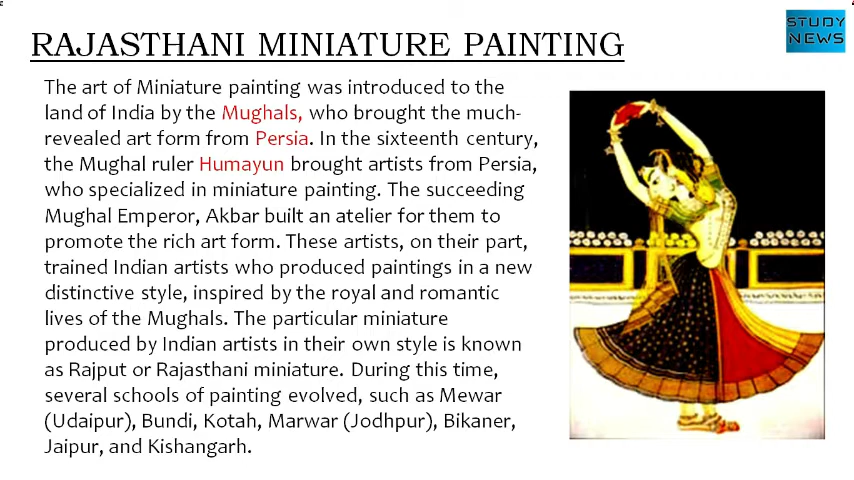 RAJASTHANI MINIATURE PAINTING
STUDY
NEWS
The art of Miniature painting was introduced to the
land of India by the Mughals, who brought the much-
revealed art form from Persia. In the sixteenth century,
the Mughal ruler Humayun brought artists from Persia,
who specialized in miniature painting. The succeeding
Mughal Emperor, Akbar built an atelier for them to
promote the rich art form. These artists, on their part,
trained Indian artists who produced paintings in a new
distinctive style, inspired by the royal and romantic
lives of the Mughals. The particular miniature
produced by Indian artists in their own style is known
as Rajput or Rajasthani miniature. During this time,
several schools of painting evolved, such as Mewar
(Udaipur), Bundi, Kotah, Marwar (Jodhpur), Bikaner,
Jaipur, and Kishangarh.